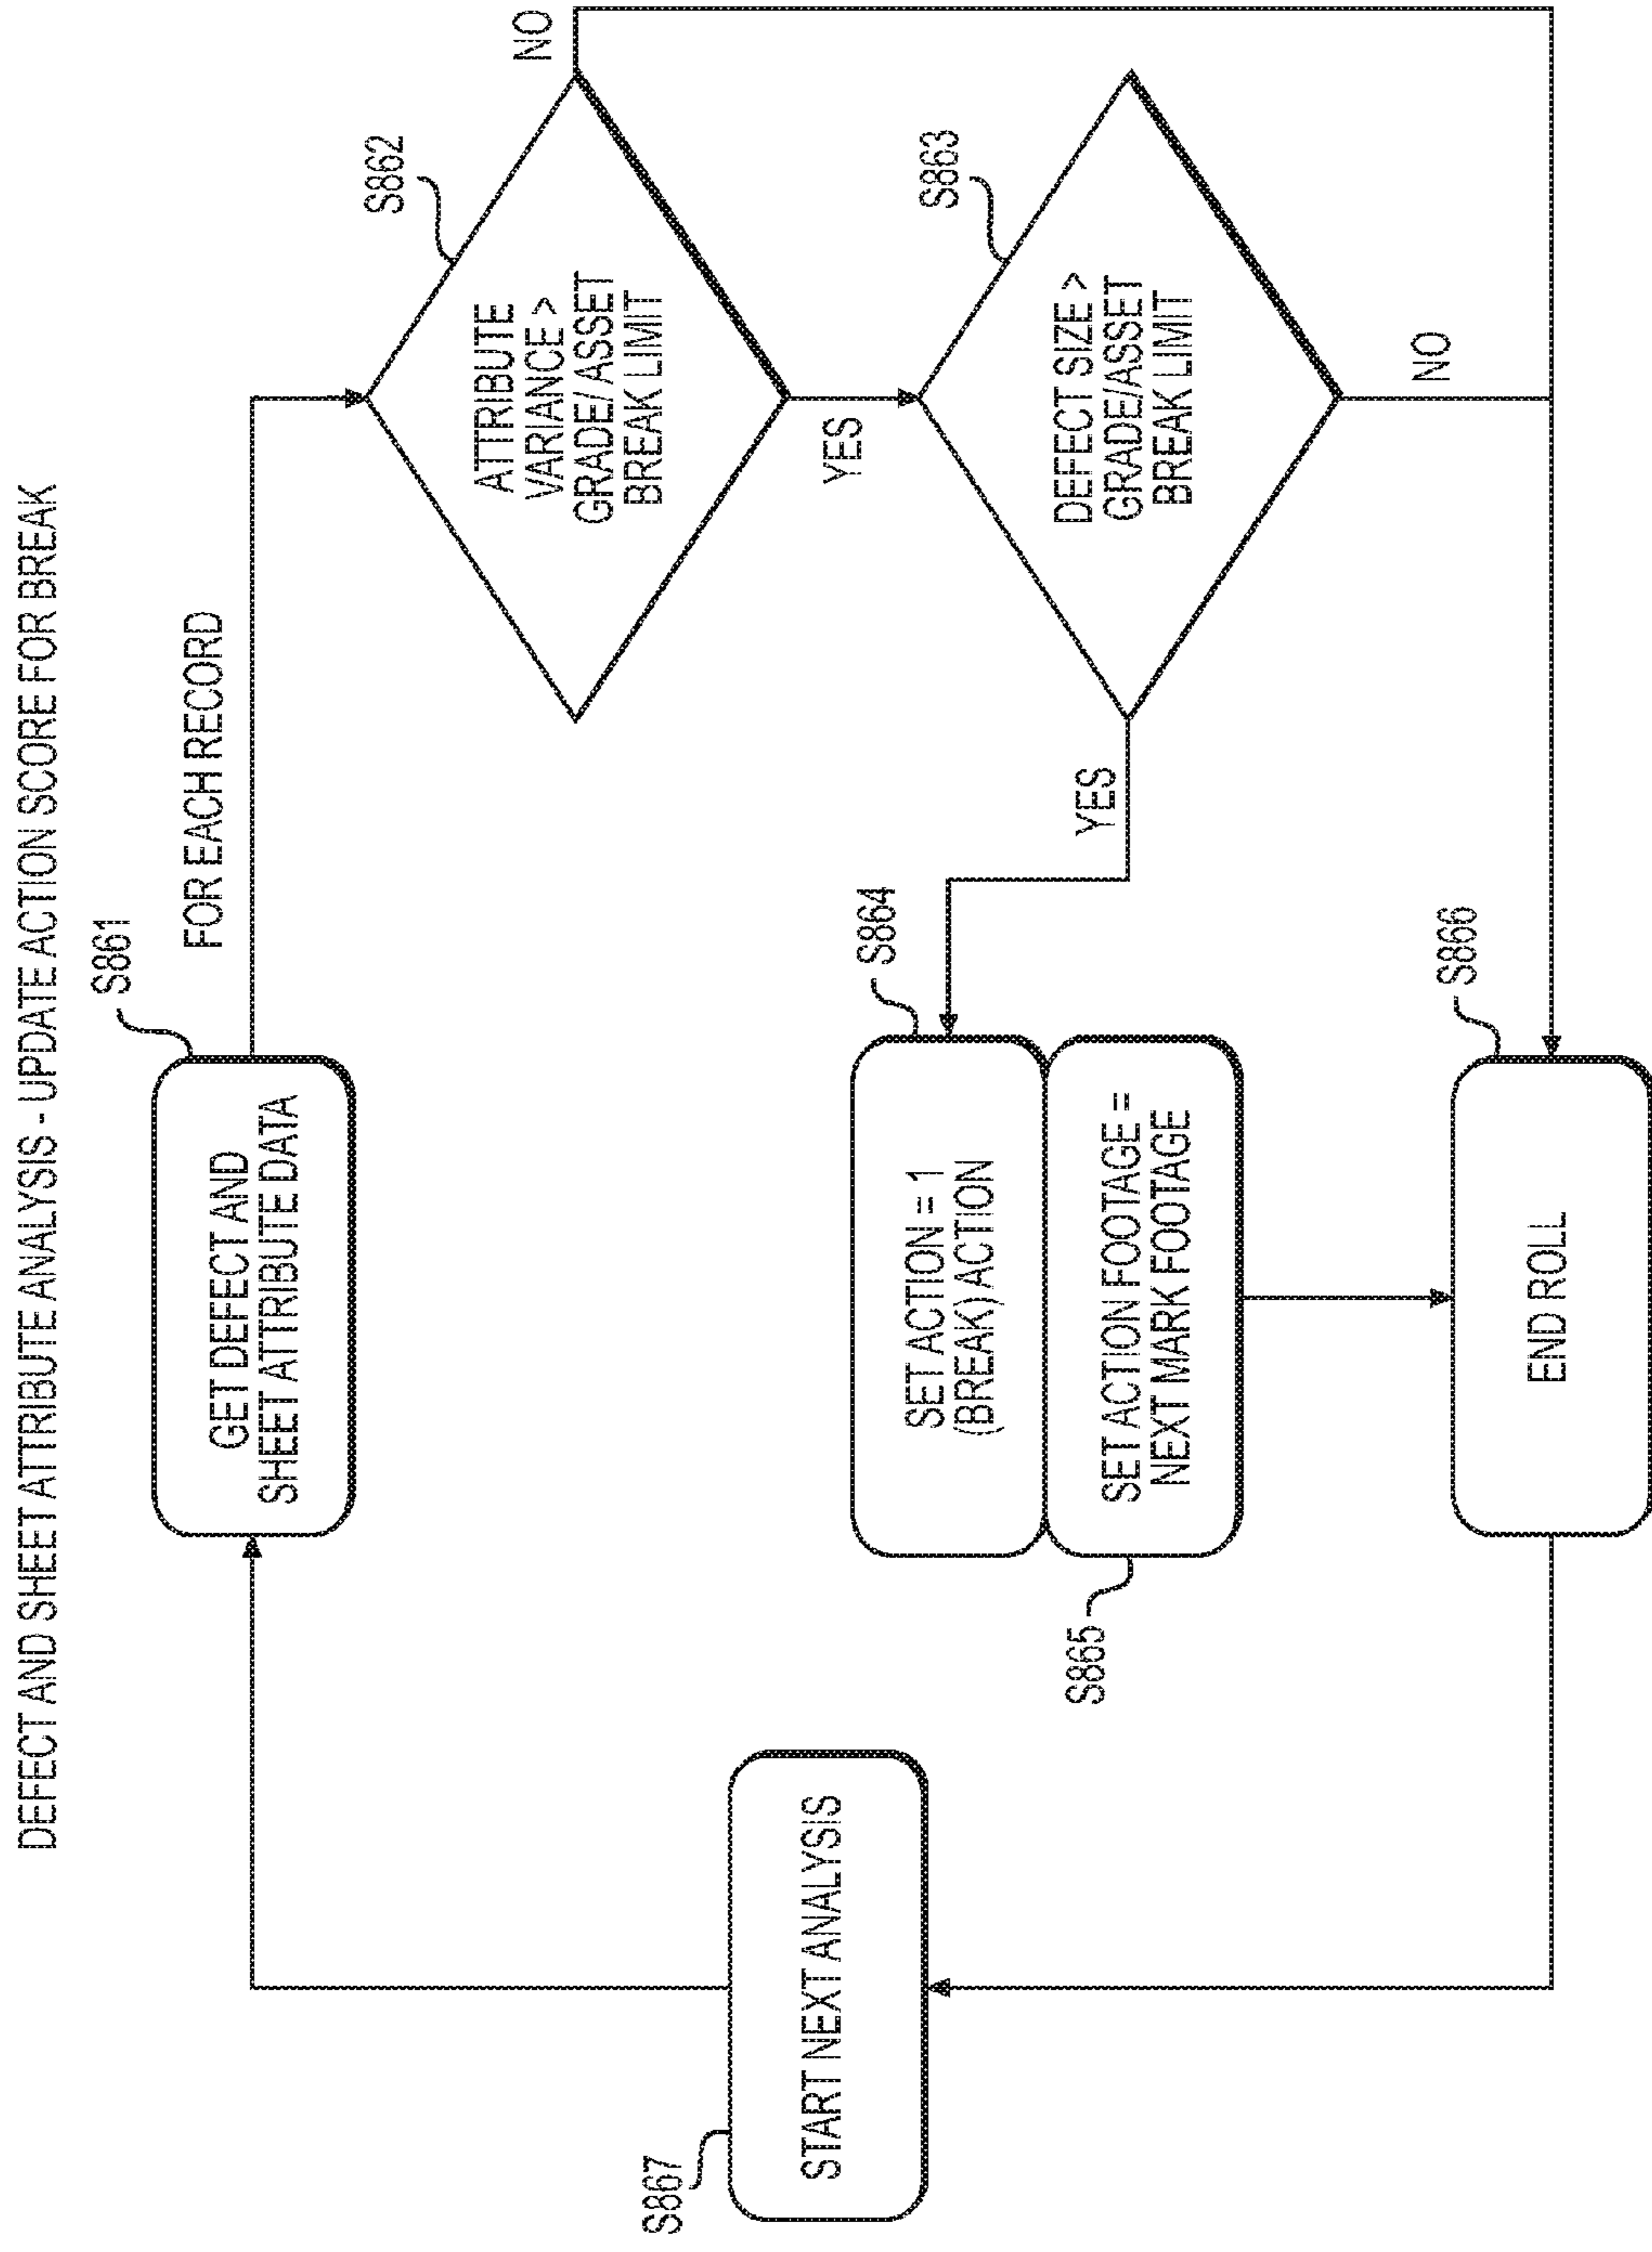 DEFECT AND SHEET ATTRIBUTE ANALYSIS - UPDATE ACTION SCORE FOR BREAK
S861
GET DEFECT AND
SHEET ATTRIBUTE DATA
FOR EACH RECORD
S862
ATTRIBUTE
VARIANCE >
GRADE/ASSET
BREAK LIMIT
NO
YES
S863
DEFECT SIZE >
GRADE/ASSET
BREAK LIMIT
YES
NO
S864
SET ACTION = 1
(BREAK) ACTION
S865
SET ACTION FOOTAGE =
NEXT MARK FOOTAGE
S866
END ROLL
S867
START NEXT ANALYSIS